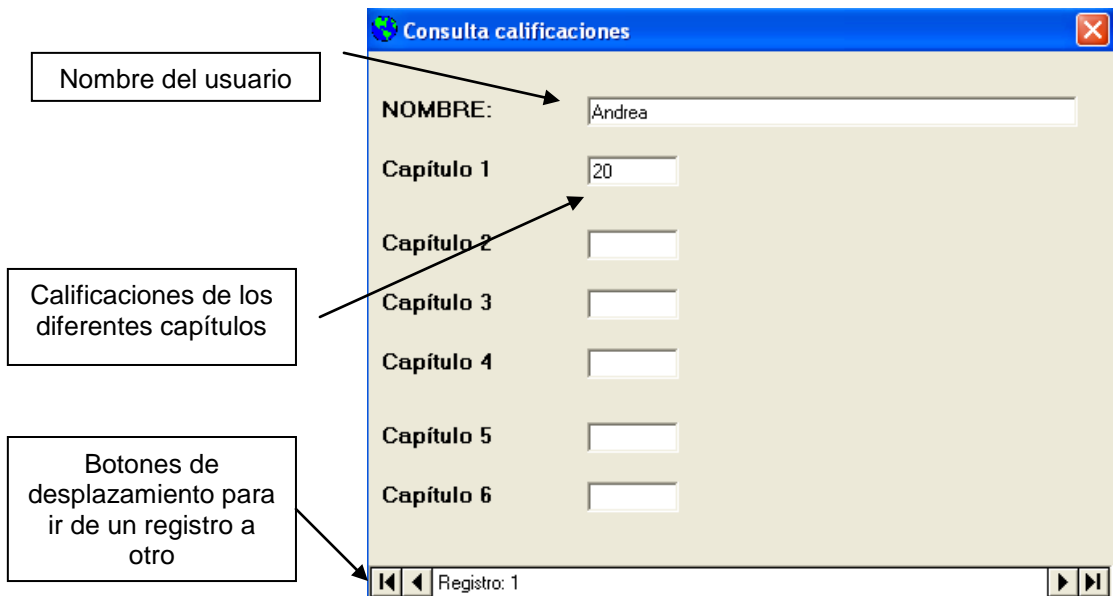 Consulta calificaciones
Nombre del usuario
NOMBRE:
Andrea
Capítulo 1
20
Capítulo 2
Calificaciones de los
diferentes capítulos
Capítulo 3
Capítulo 4
Capítulo 5
Botones de
desplazamiento para
ir de un registro a
otro
Capítulo 6
Registro: 1